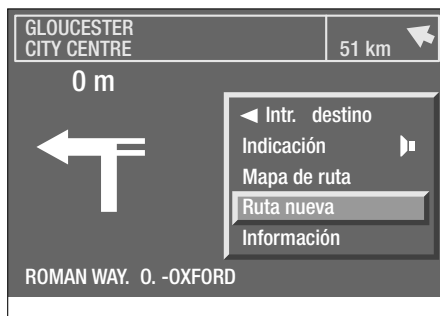 GLOUCESTER
CITY CENTRE
51 km
0 m
Intr. destino
Indicación
Mapa de ruta
Ruta nueva
Información
ROMAN WAY. O. -OXFORD